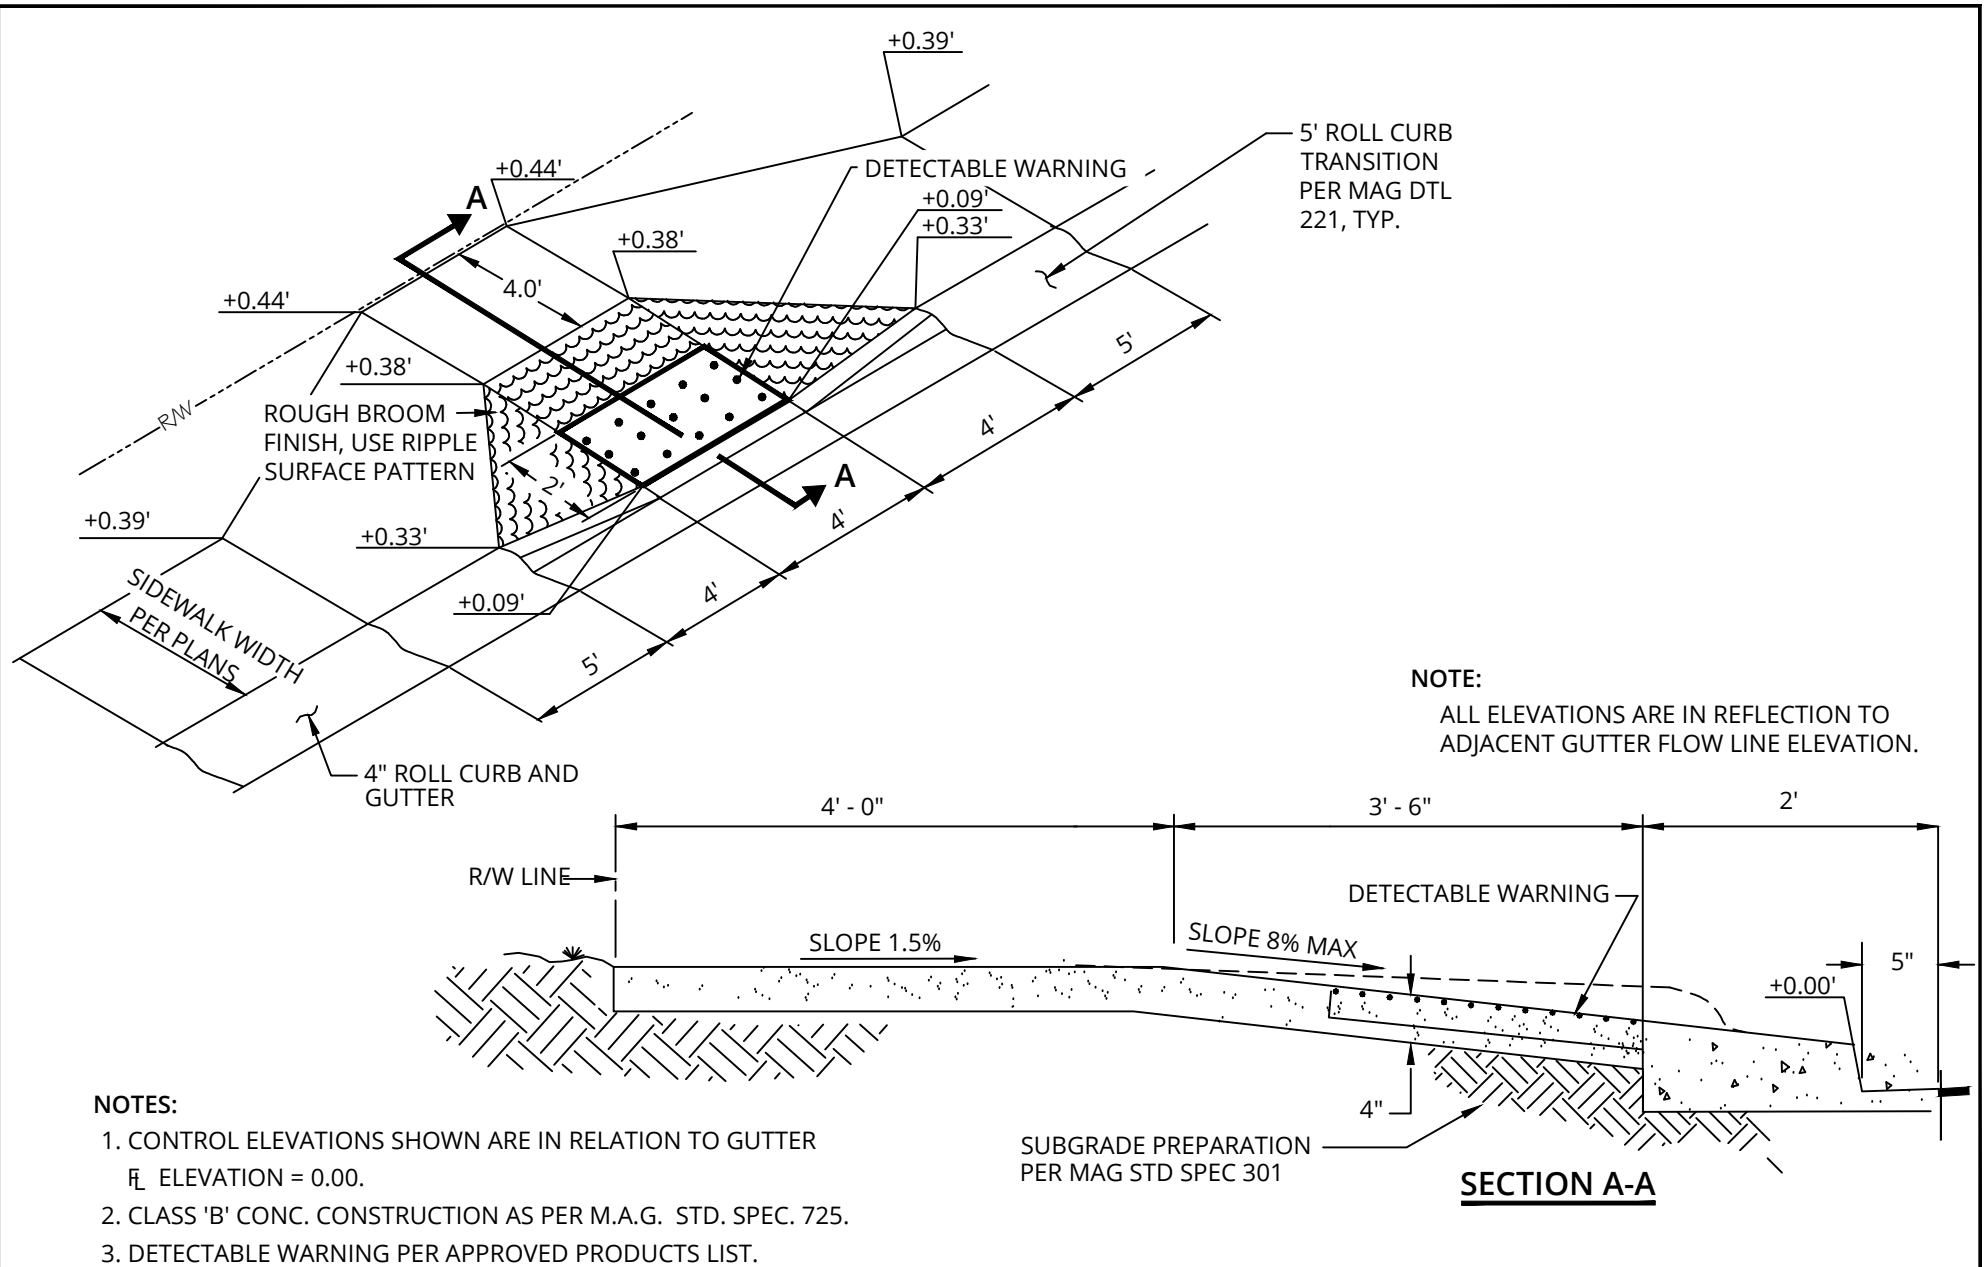 +0.39'
5' ROLL CURB
TRANSITION
PER MAG DTL
221, TYP.
DETECTABLE WARNING
+0.44'
A
+0.09'
+0.33'
+0.38'
4.0'
+0.44'
5'
+0.38'
R/W
ROUGH BROOM
FINISH, USE RIPPLE
SURFACE PATTERN
4'
A
2'
+0.39'
+0.33'
4'
SIDEWALK WIDTH
PER PLANS
+0.09'
4'
5'
NOTE:
ALL ELEVATIONS ARE IN REFLECTION TO
ADJACENT GUTTER FLOW LINE ELEVATION.
4" ROLL CURB AND
GUTTER
4' - 0"
3' - 6"
2'
R/W LINE
DETECTABLE WARNING
SLOPE 1.5%
SLOPE 8% MAX
5"
+0.00'
4"
SUBGRADE PREPARATION
PER MAG STD SPEC 301
SECTION A-A
NOTES:
1. CONTROL ELEVATIONS SHOWN ARE IN RELATION TO GUTTER
FL ELEVATION = 0.00.
2. CLASS 'B' CONC. CONSTRUCTION AS PER M.A.G. STD. SPEC. 725.
3. DETECTABLE WARNING PER APPROVED PRODUCTS LIST.